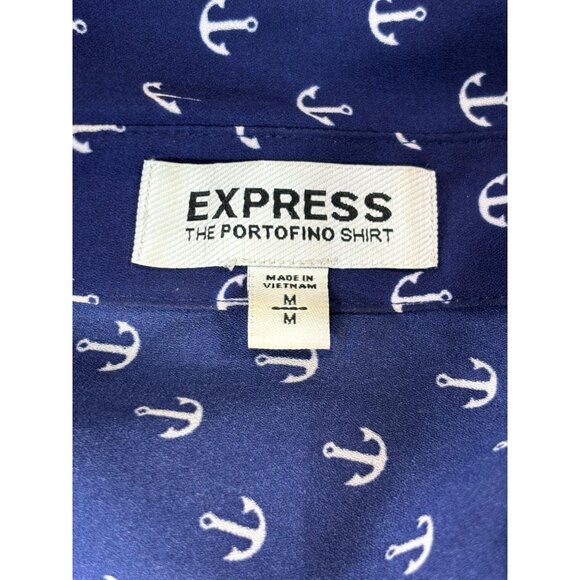 EXPRESS
THE PORTOFINO SHIRT
MADE IN
VIETNAM
M
M